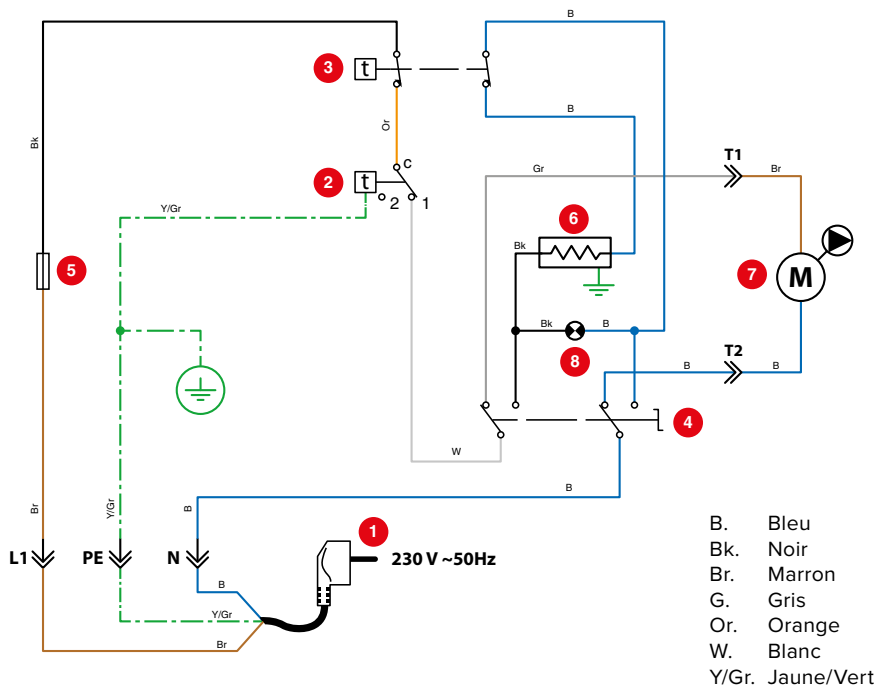 B
3
t
B
Bk
Or
T1
C
Gr
Br
2
t
2
1
Y/Gr
6
Bk
5
7
M
Bk
B
8
T2
B
B
4
W
B
Br
Y/Gr
B
1
L1
PE
N
230 V ~50Hz
B
Y/Gr
Br
B. Bleu
Bk. Noir
Br. Marron
G. Gris
Or. Orange
W. Blanc
Y/Gr. Jaune/Vert